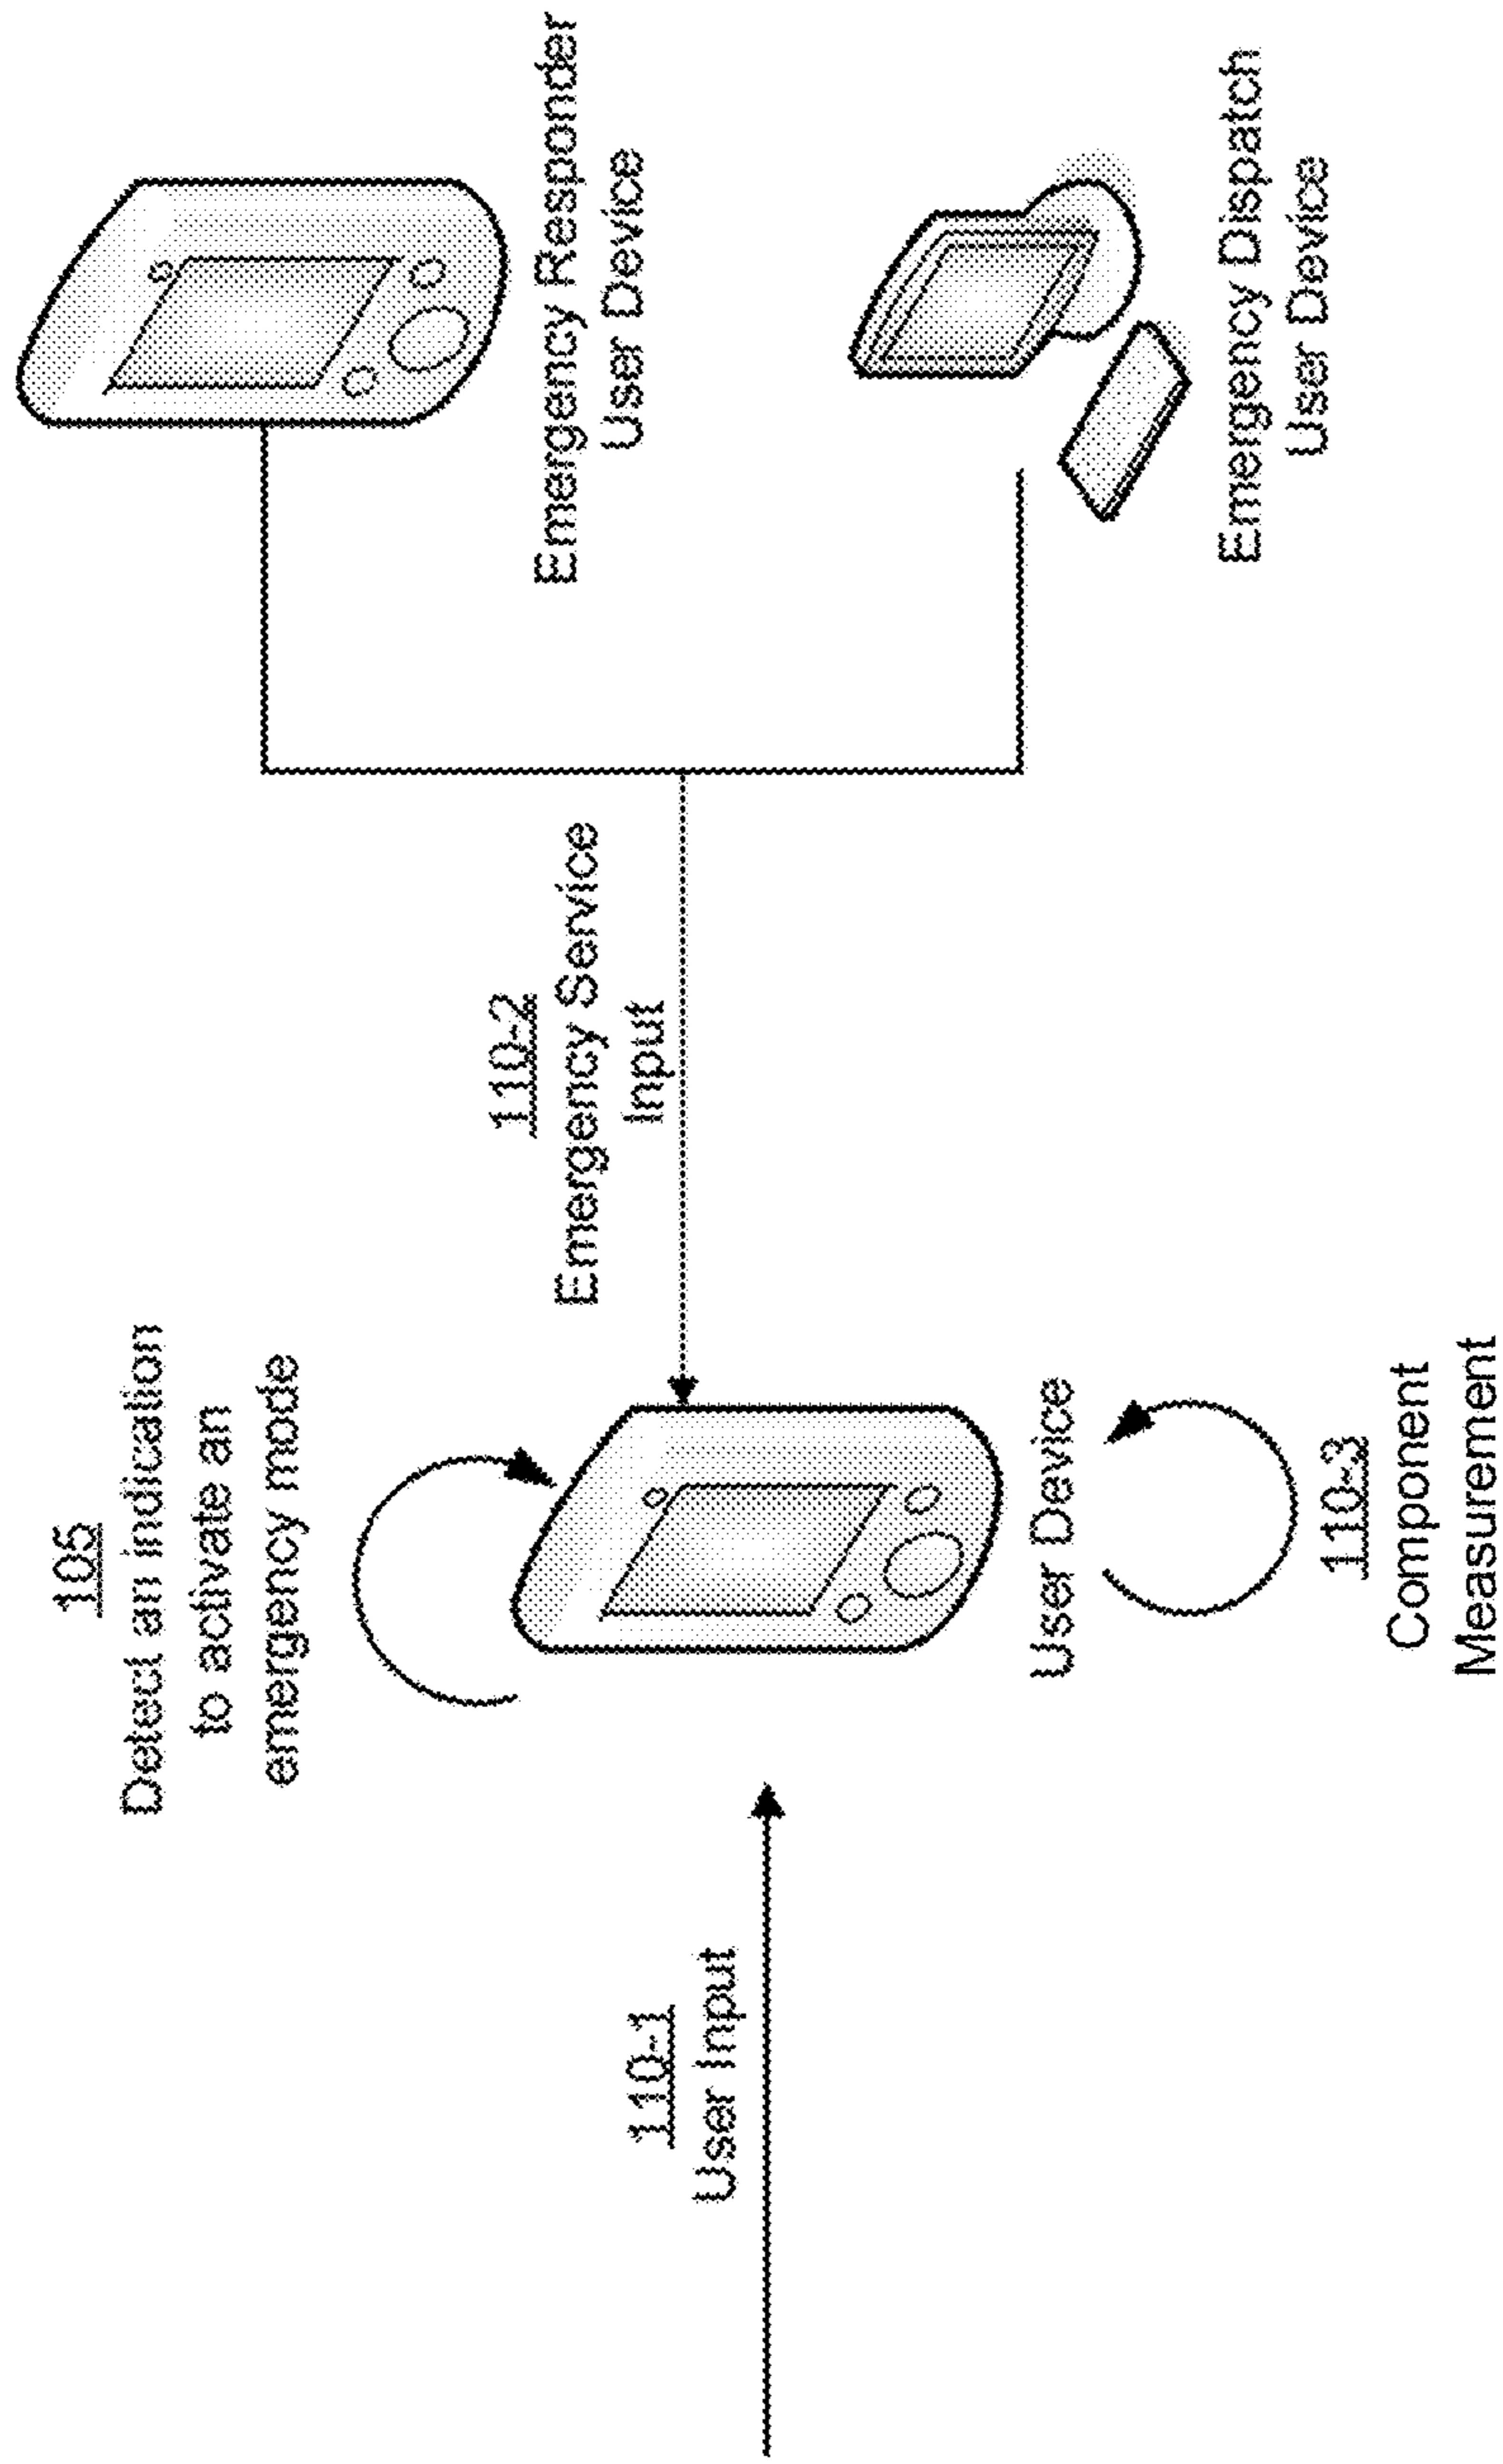 105
Detect an indication
to activate an
emergency mode
110-1
User Input
User Device
110-3
Component
Measurement
110-2
Emergency Service
Input
Emergency Responder
User Device
Emergency Dispatch
User Device